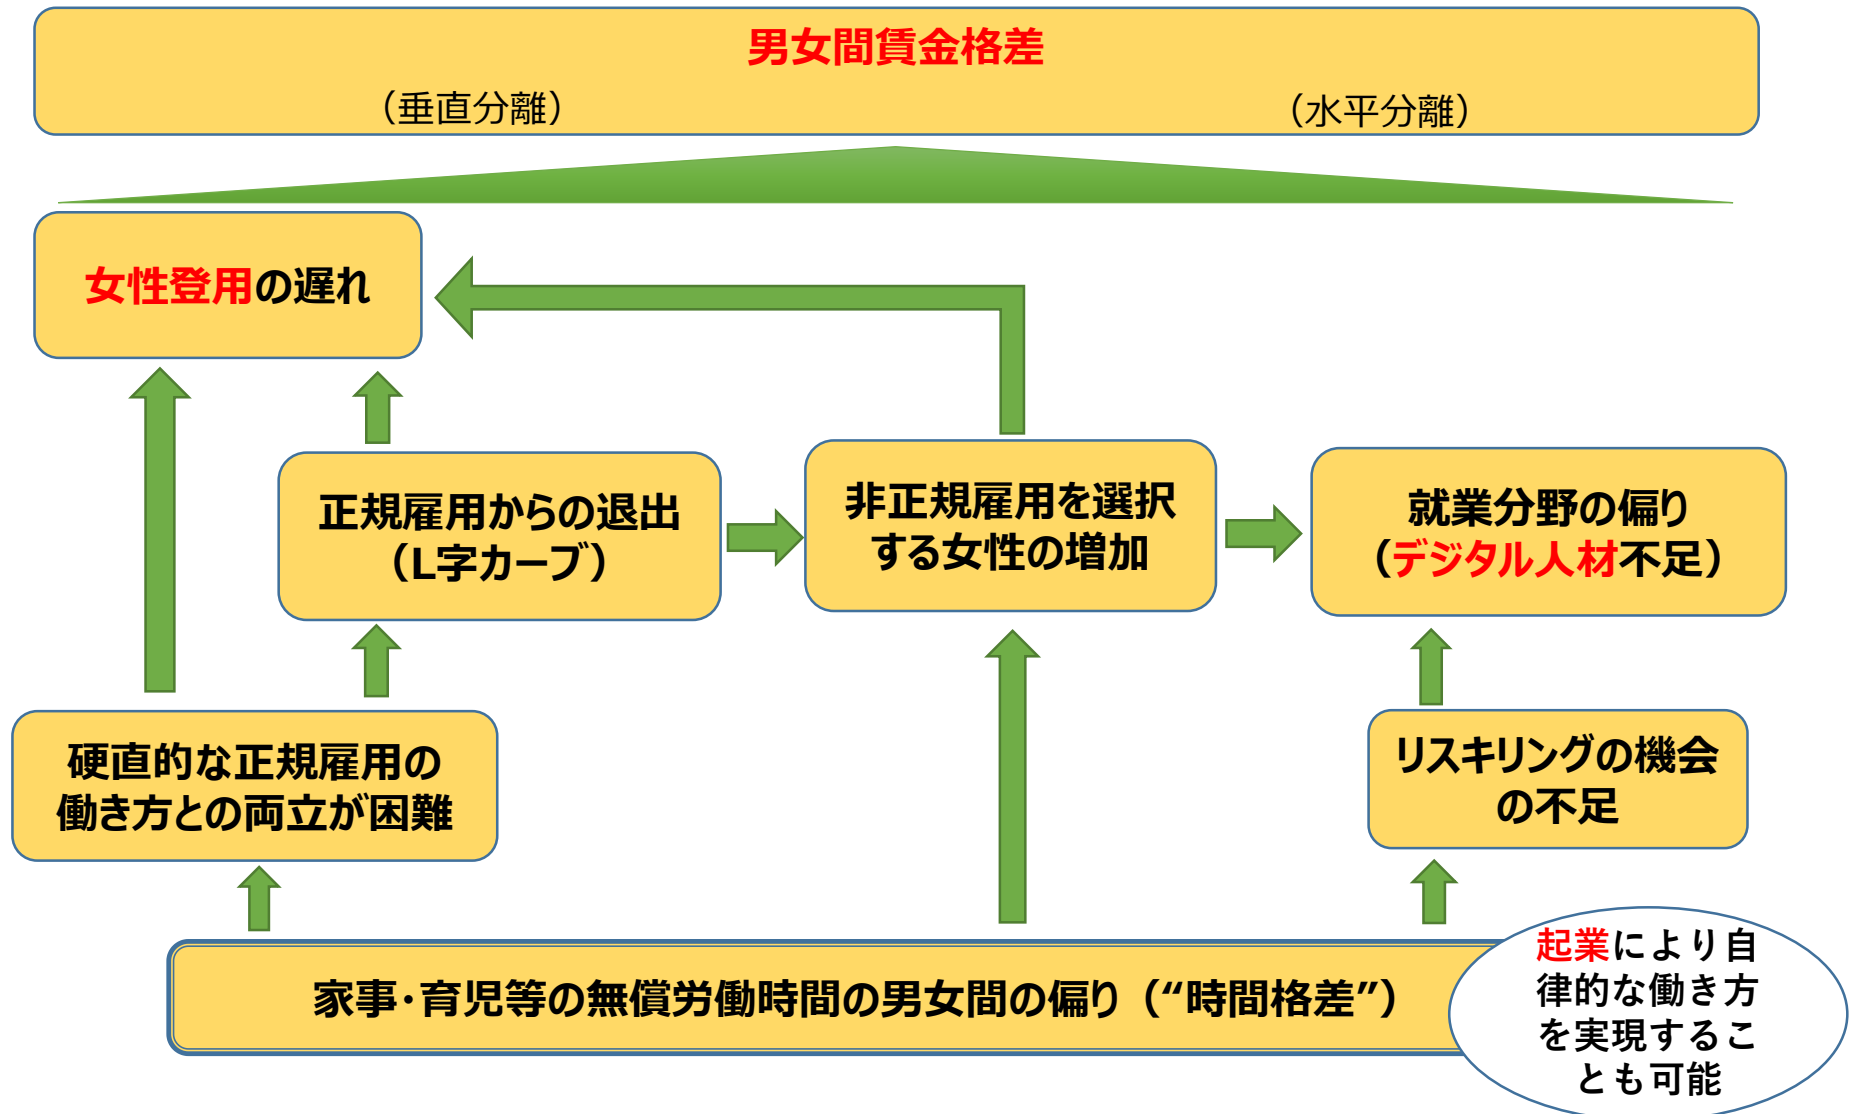 男女間賃金格差
（垂直分離）
（水平分離）
女性登用の遅れ
正規雇用からの退出
（L字カーブ）
非正規雇用を選択
する女性の増加
就業分野の偏り
（デジタル人材不足）
硬直的な正規雇用の
働き方との両立が困難
リスキリングの機会
の不足
家事・育児等の無償労働時間の男女間の偏り（“時間格差”）
起業により自
律的な働き方
を実現するこ
とも可能